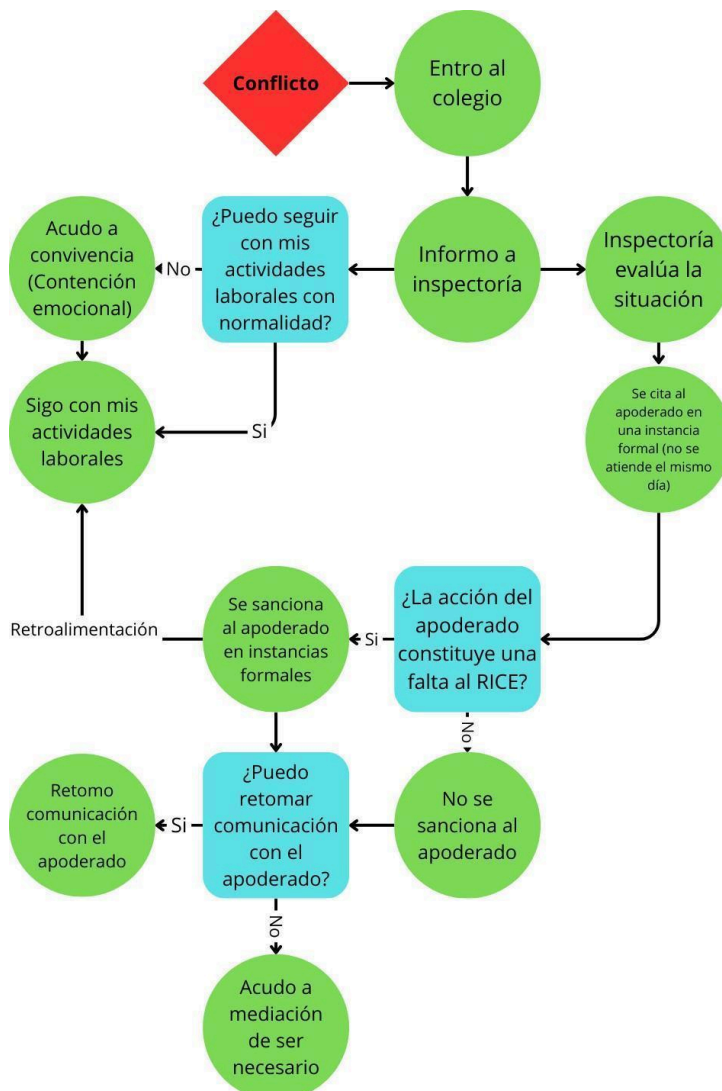 Conflicto
Entro al
colegio
Acudo a
convivencia
(Contención
emocional)
No
¿Puedo seguir
con mis
actividades
laborales con
normalidad?
Informo a
inspectoría
Inspectoría
evalúa la
situación
Sigo con mis
actividades
laborales
Si
Se cita al
apoderado en
una instancia
formal (no se
atiende el mismo
día)
Retroalimentación
Se sanciona
al apoderado
en instancias
formales
Si
¿La acción del
apoderado
constituye una
falta al RICE?
No
Retomo
comunicación
con el
apoderado
Si
¿Puedo
retomar
comunicación
con el
apoderado?
No se
sanciona al
apoderado
No
Acudo a
mediación
de ser
necesario